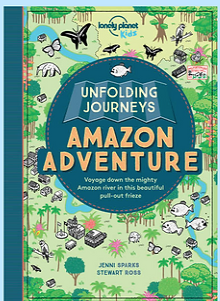 lonely planet
Kids
UNFOLDING
JOURNEYS
AMAZON
ADVENTURE
Voyage down the mighty
Amazon river in this beautiful
pull-out frieze
JENNI SPARKS
STEWART ROSS